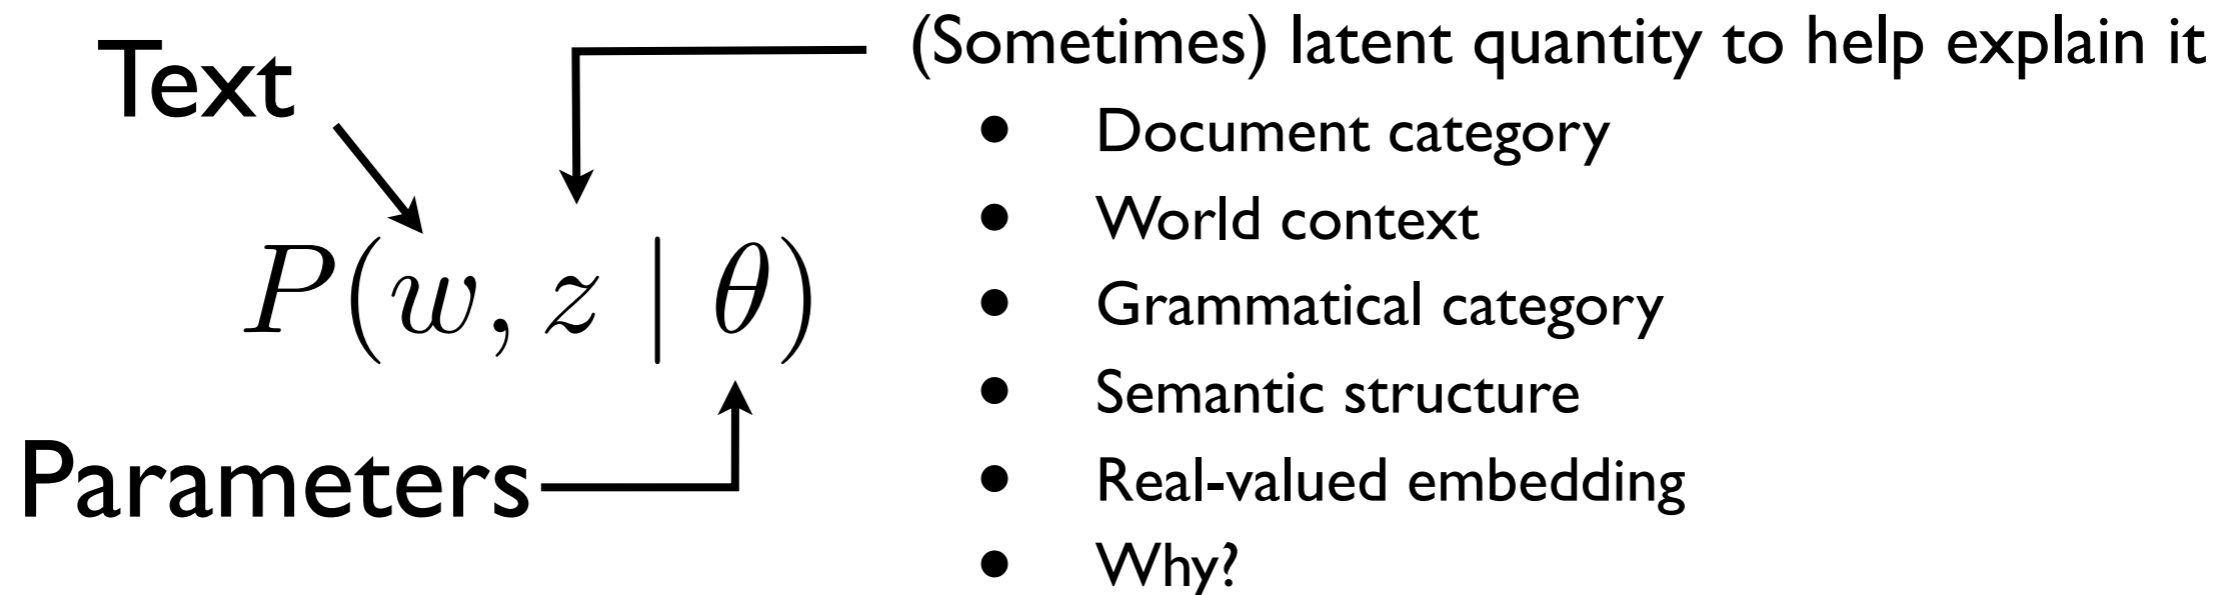 Text
(Sometimes) latent quantity to help explain it
• Document category
• World context
• Grammatical category
• Semantic structure
• Real-valued embedding
• Why?
P(w, z | θ)
Parameters